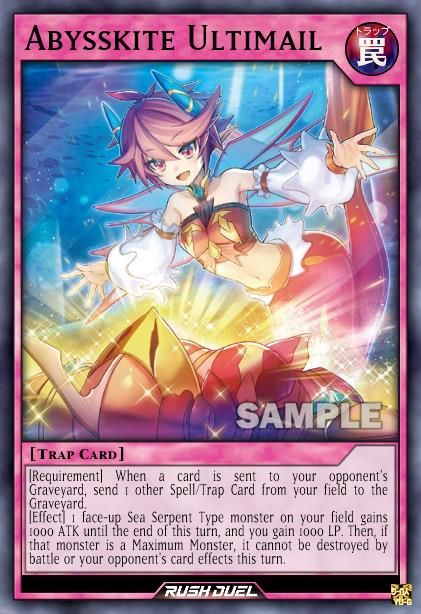 Abysskite Ultimail
トラップ
罠
SAMPLE
[Trap Card]
[Requirement] When a card is sent to your opponent's
Graveyard, send 1 other Spell/Trap Card from your field to
the Graveyard.
[Effect] 1 face-up Sea Serpent Type monster on your field gains
1000 ATK until the end of this turn, and you gain 1000 LP. Then, if
that monster is a Maximum Monster, it cannot be destroyed by
battle or your opponent's card effects this turn.
RUSH DUEL